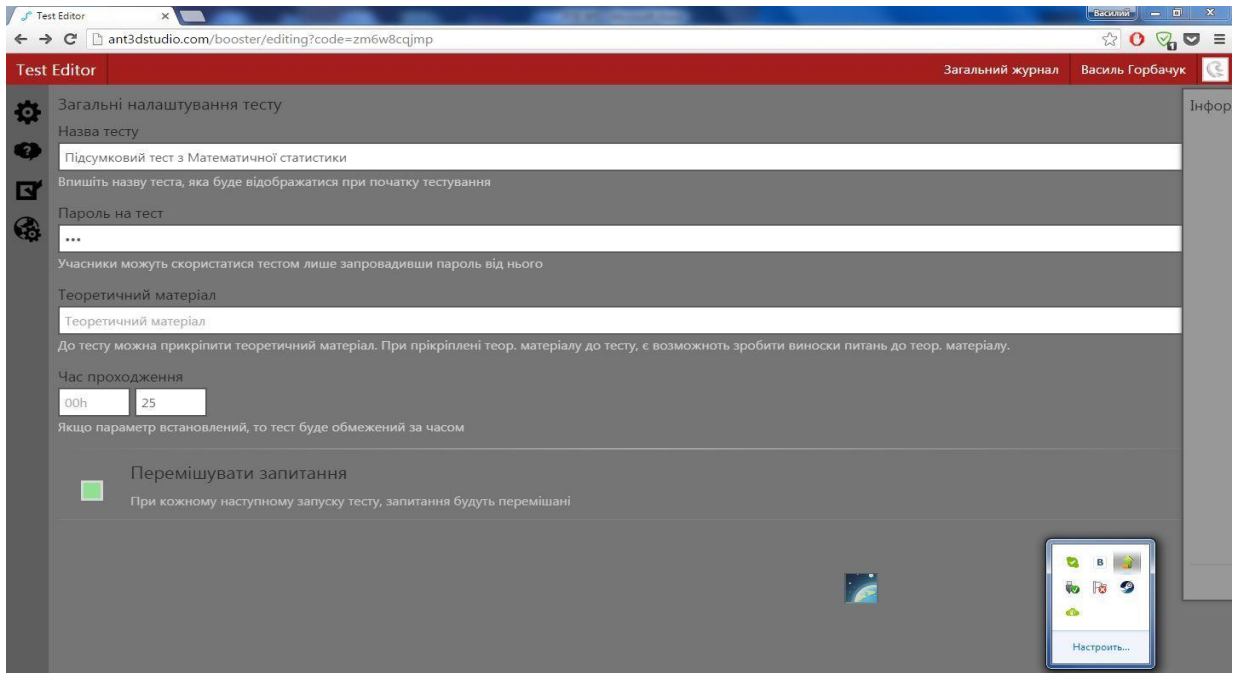 Test Editor
Василий
ant3dstudio.com/booster/editing?code=zm6w8cqjmp
Test Editor
Загальний журнал
Василь Горбачук
Загальні налаштування тесту
Інфор
Назва тесту
Підсумковий тест з Математичної статистики
Впишіть назву теста, яка буде відображатися при початку тестування
Пароль на тест
•••
Учасники можуть скористатися тестом лише запровадивши пароль від нього
Теоретичний матеріал
Теоретичний матеріал
До тесту можна прикріпити теоретичний матеріал. При прікріплені теор. матеріалу до тесту, є возможноть зробити виноски питань до теор. матеріалу.
Час проходження
00h 25
Якщо параметр встановлений, то тест буде обмежений за часом
Перемішувати запитання
При кожному наступному запуску тесту, запитання будуть перемішані
B
Настроить...